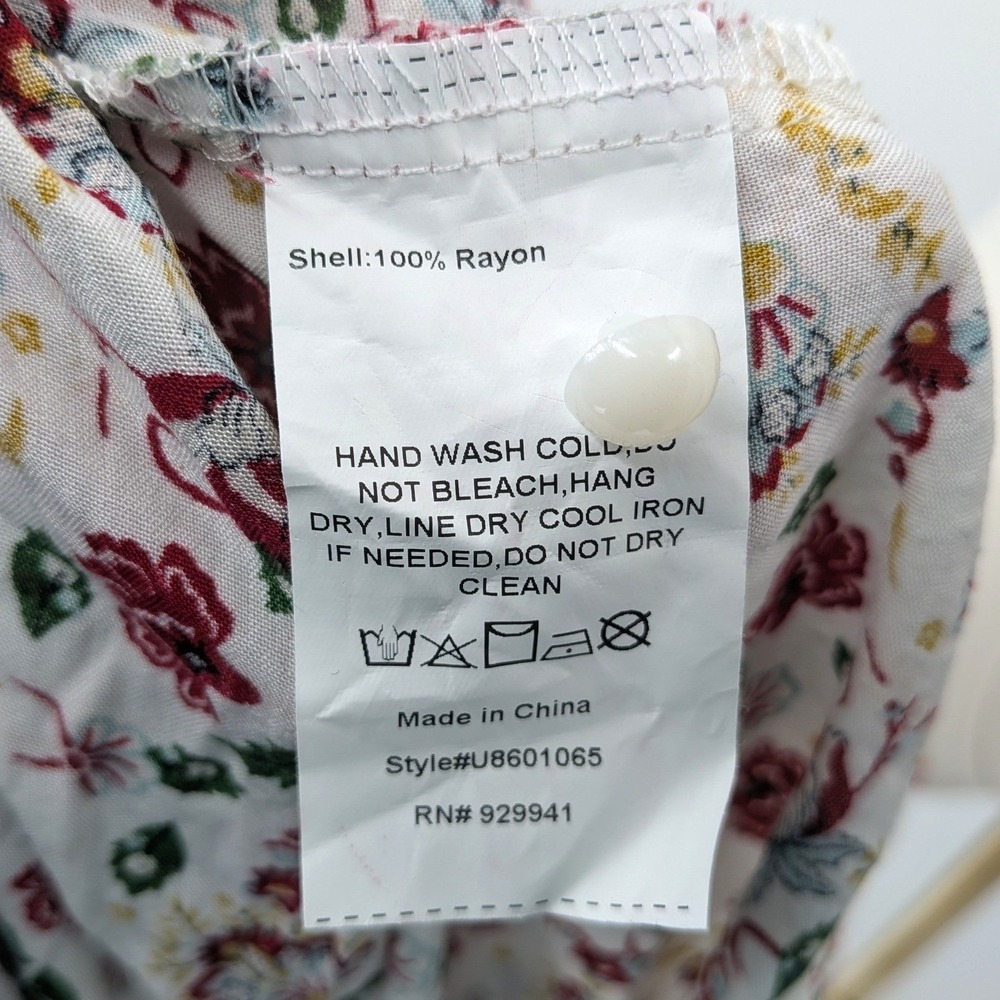 Shell:100% Rayon
HAND WASH COLD,DO
NOT BLEACH,HANG
DRY,LINE DRY COOL IRON
IF NEEDED,DO NOT DRY
CLEAN
Made in China
Style#U8601065
RN# 929941